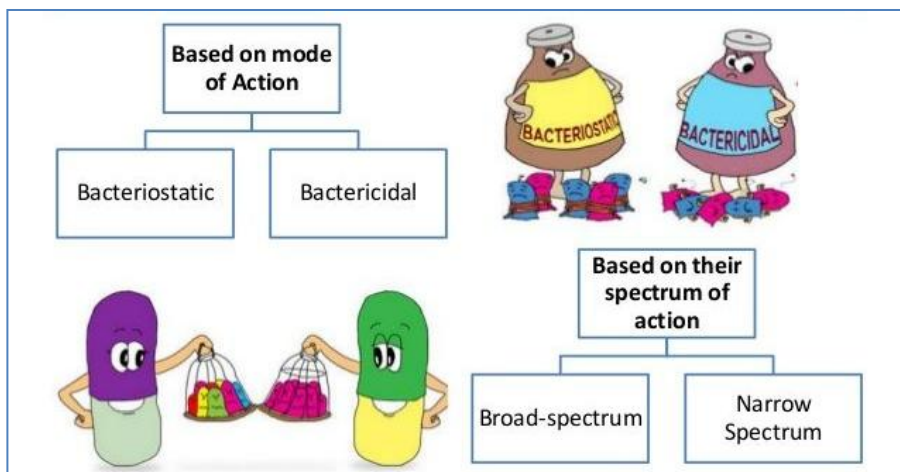 Based on mode
of Action
Bacteriostatic
Bactericidal
BACTERIOSTATIC
BACTERICIDAL
Based on their
spectrum of
action
Broad-spectrum
Narrow
Spectrum